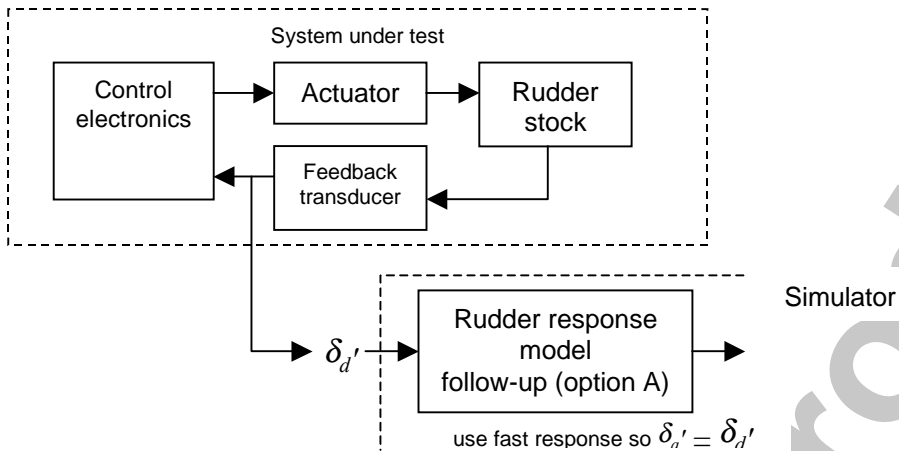 System under test
Control
electronics
Actuator
Rudder
stock
Feedback
transducer
Simulator
δd′
Rudder response
model
follow-up (option A)
use fast response so δa′ = δd′